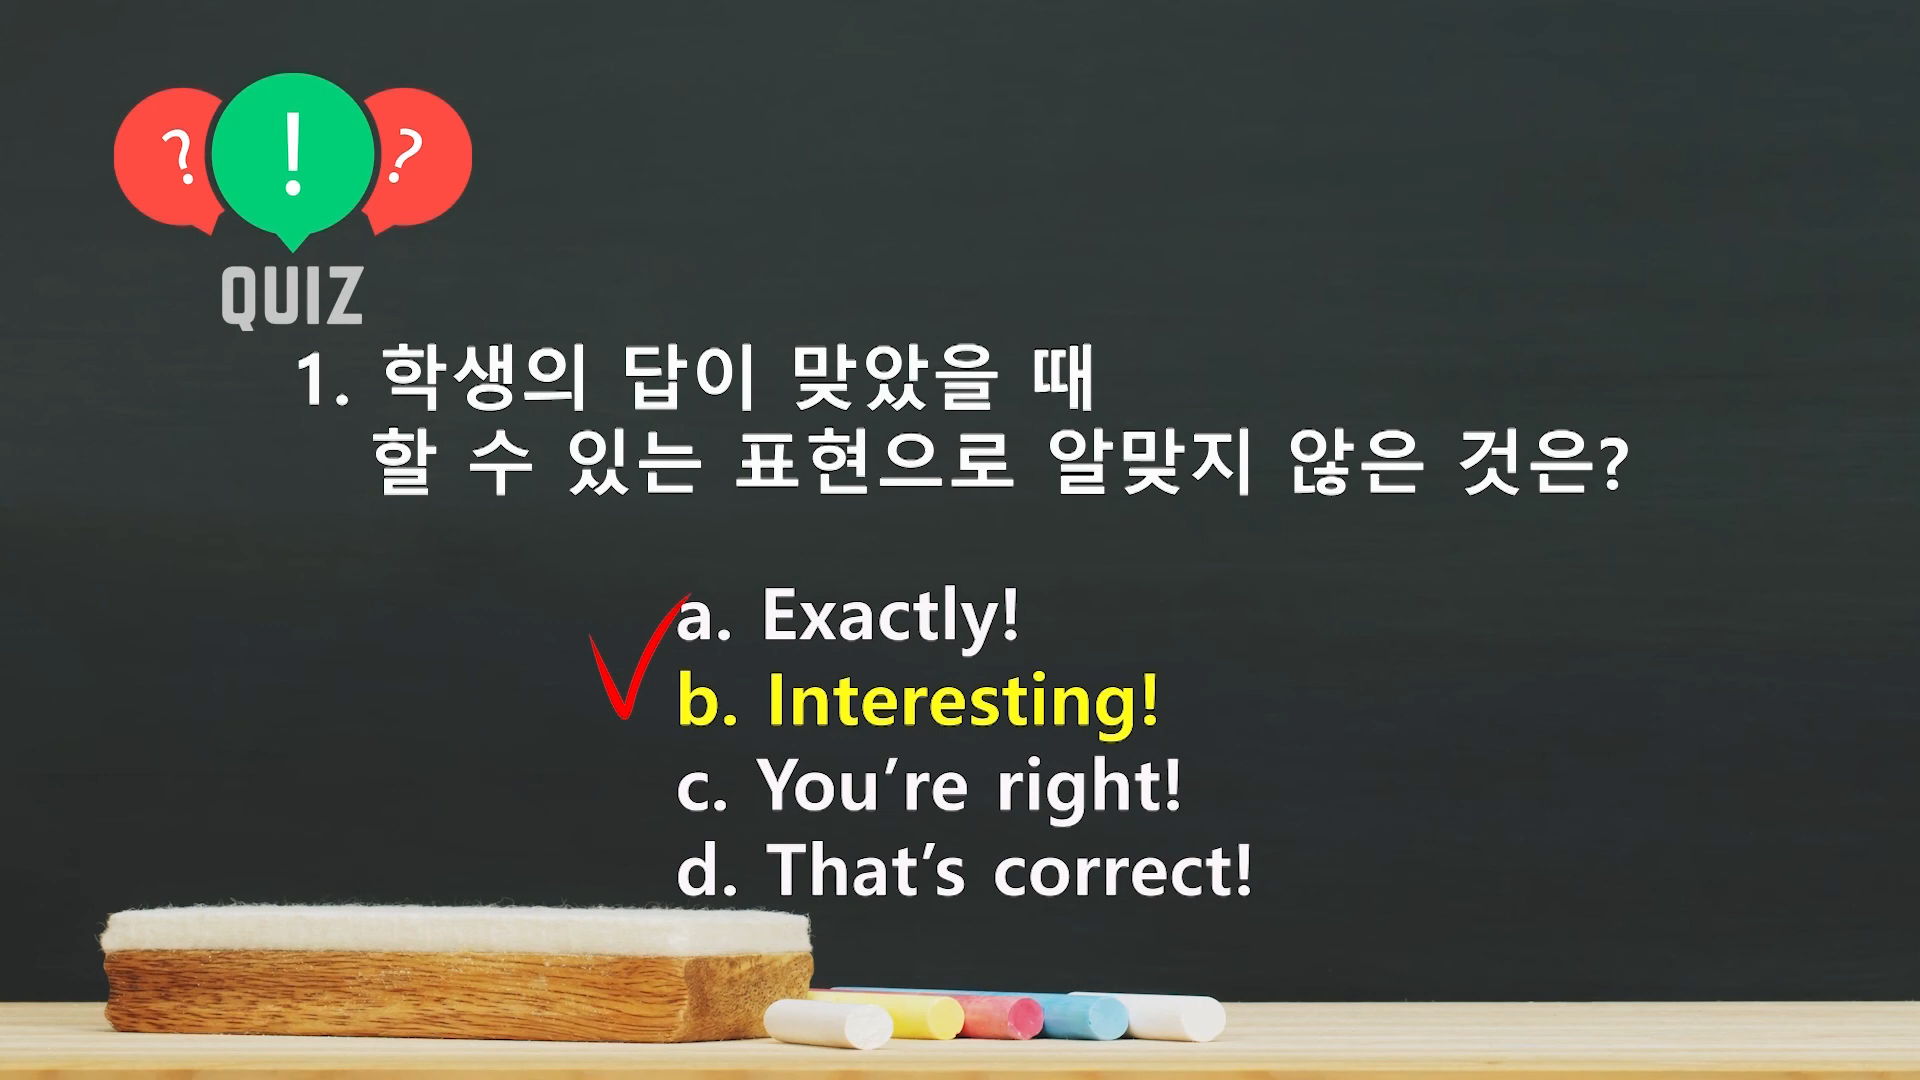 ? ! ?
QUIZ
1. 학생의 답이 맞았을 때
할 수 있는 표현으로 알맞지 않은 것은?
a. Exactly!
b. Interesting!
c. You’re right!
d. That’s correct!